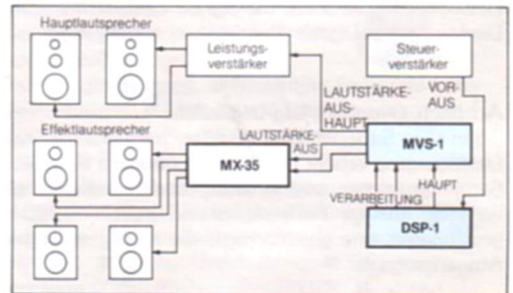 Hauptlautsprecher
Leistungs-
verstärker
Steuer-
verstärker
VOR-
AUS
LAUTSTÄRKE-
AUS-
HAUPT
Effektlautsprecher
LAUTSTÄRKE-
AUS
MX-35
MVS-1
HAUPT
VERARBEITUNG
DSP-1